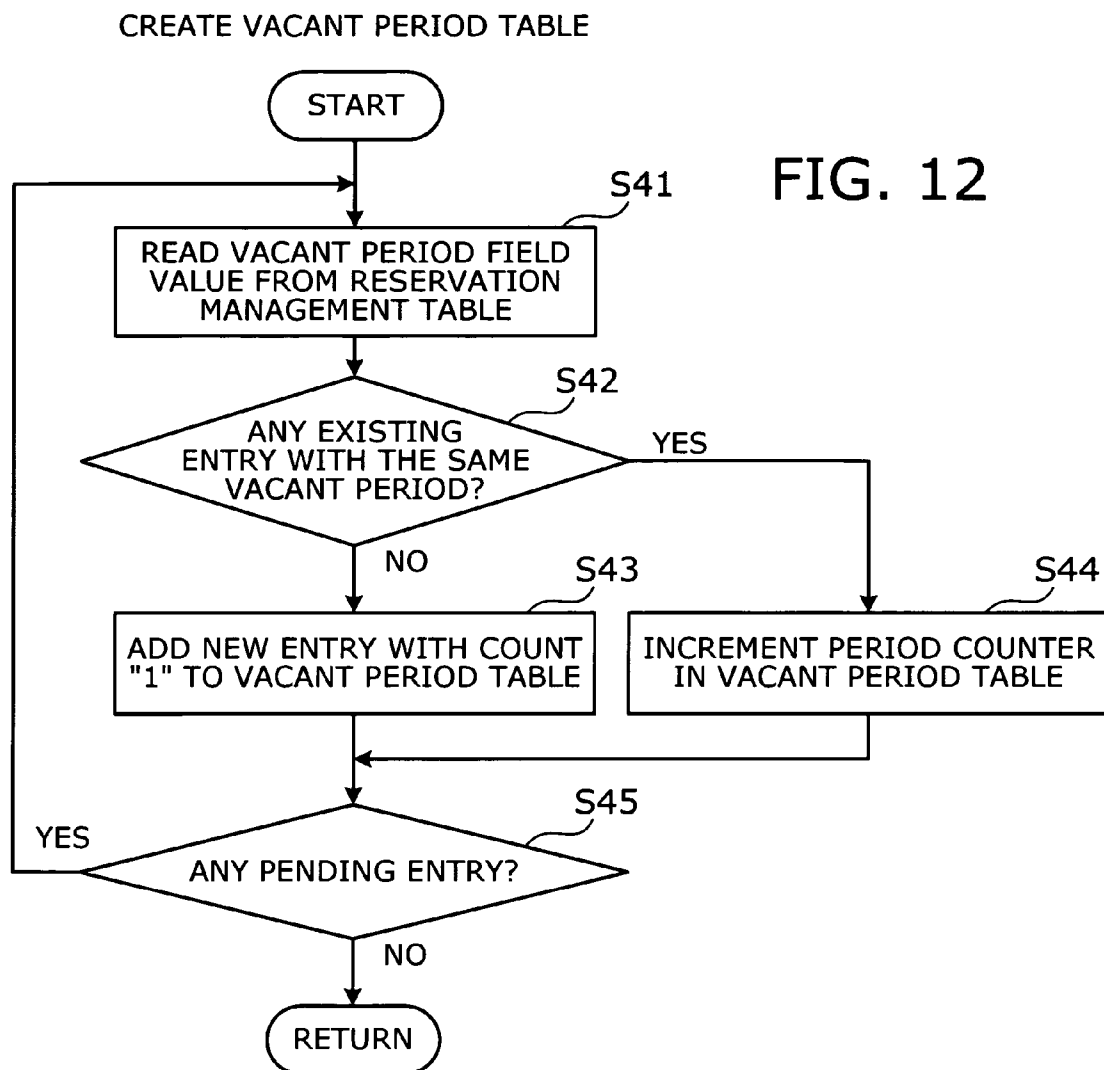 CREATE VACANT PERIOD TABLE
START
FIG. 12
S41
READ VACANT PERIOD FIELD
VALUE FROM RESERVATION
MANAGEMENT TABLE
S42
ANY EXISTING
ENTRY WITH THE SAME
VACANT PERIOD?
YES
NO
S43
ADD NEW ENTRY WITH COUNT
"1" TO VACANT PERIOD TABLE
S44
INCREMENT PERIOD COUNTER
IN VACANT PERIOD TABLE
S45
YES
ANY PENDING ENTRY?
NO
RETURN